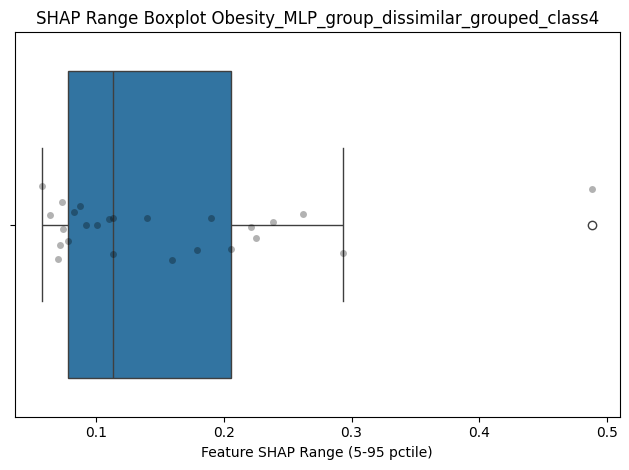 SHAP Range Boxplot Obesity_MLP_group_dissimilar_grouped_class4
0.1 0.2 0.3 0.4 0.5
Feature SHAP Range (5-95 pctile)